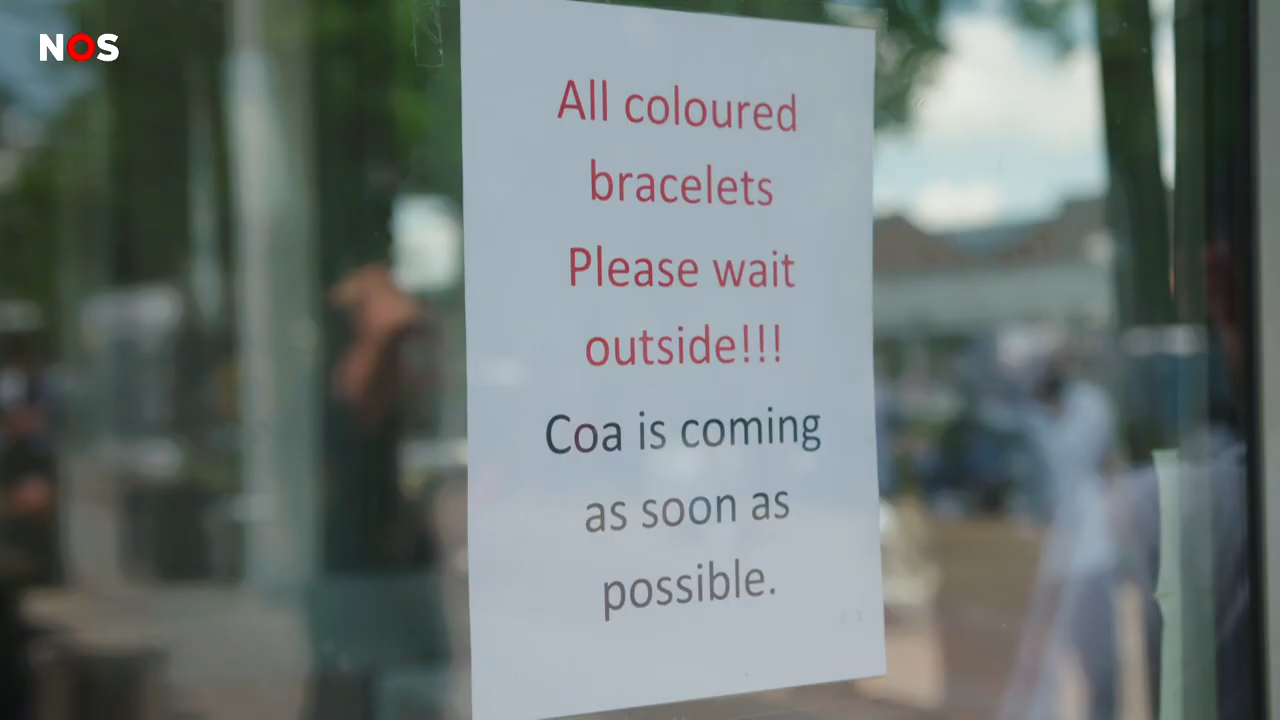 NOS
All coloured
bracelets
Please wait
outside!!!
Coa is coming
as soon as
possible.